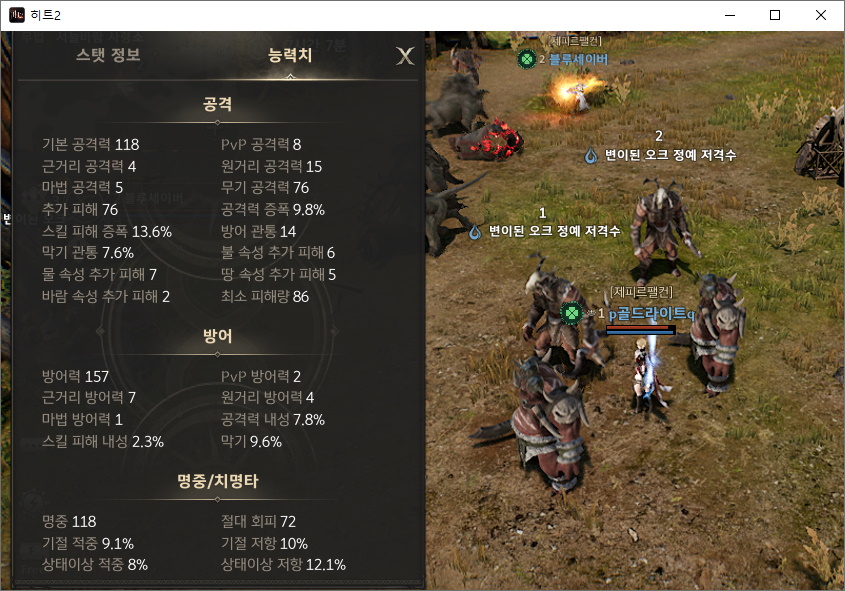 히트2
스탯 정보
능력치
X
공격
기본 공격력 118
PvP 공격력 8
근거리 공격력 4
원거리 공격력 15
마법 공격력 5
무기 공격력 76
추가 피해 76
공격력 증폭 9.8%
스킬 피해 증폭 13.6%
방어 관통 14
막기 관통 7.6%
불 속성 추가 피해 6
물 속성 추가 피해 7
땅 속성 추가 피해 5
바람 속성 추가 피해 2
최소 피해량 86
방어
방어력 157
PvP 방어력 2
근거리 방어력 7
원거리 방어력 4
마법 방어력 1
공격력 내성 7.8%
스킬 피해 내성 2.3%
막기 9.6%
명중/치명타
명중 118
절대 회피 72
기절 적중 9.1%
기절 저항 10%
상태이상 적중 8%
상태이상 저항 12.1%
[제피르팰컨]
2 블루세이버
2
변이된 오크 정예 저격수
1
변이된 오크 정예 저격수
[제피르팰컨]
1 p골드라이트q